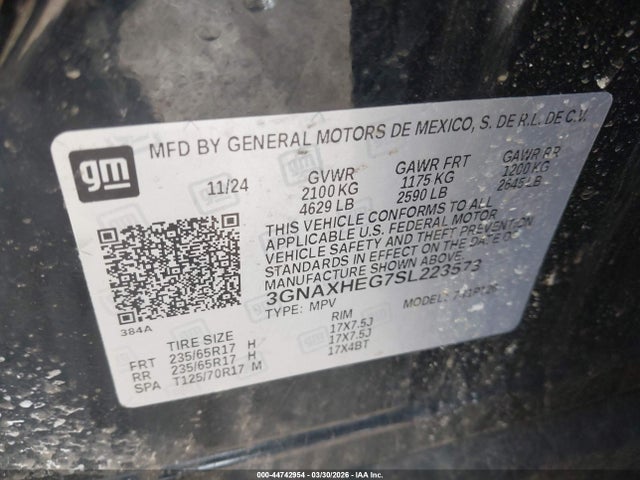 gm
MFD BY GENERAL MOTORS DE MEXICO, S. DE R.L. DE C.V.
11/24
GVWR
2100 KG
4629 LB
GAWR FRT
1175 KG
2590 LB
GAWR RR
1200 KG
2645 LB
THIS VEHICLE CONFORMS TO ALL
APPLICABLE U.S. FEDERAL MOTOR
VEHICLE SAFETY AND THEFT PREVENTION
STANDARDS IN EFFECT ON THE DATE OF
MANUFACTURE SHOWN ABOVE.
3GNAXHEG7SL223573
TYPE: MPV
MODEL:
384A
TIRE SIZE
RIM
FRT 235/65R17 H 17X7.5J
RR 235/65R17 H 17X7.5J
SPA T125/70R17 M 17X4BT
000-44742954 | 03/30/2026 | IAA Inc.